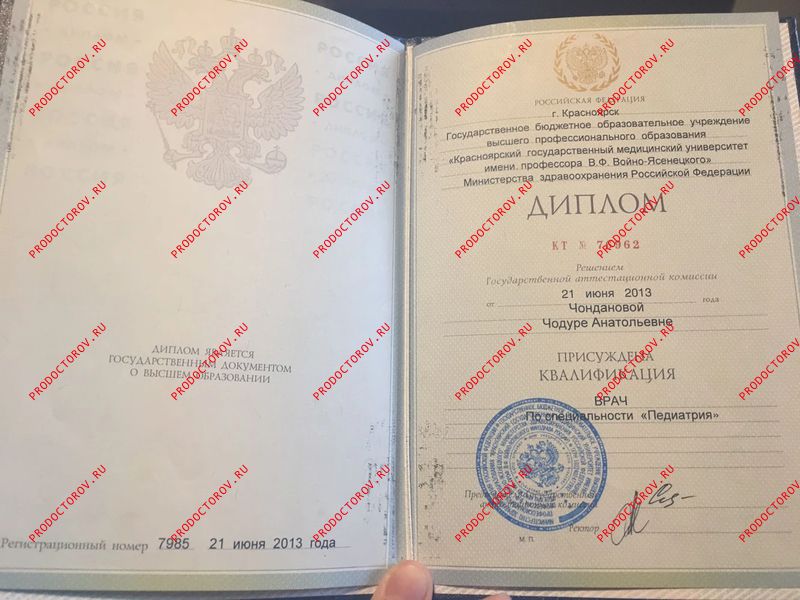 ДИПЛОМ ЯВЛЯЕТСЯ
ГОСУДАРСТВЕННЫМ ДОКУМЕНТОМ
О ВЫСШЕМ ОБРАЗОВАНИИ
Регистрационный номер 7985 21 июня 2013 года
РОССИЙСКАЯ ФЕДЕРАЦИЯ
г. Красноярск
Государственное бюджетное образовательное учреждение
высшего профессионального образования
«Красноярский государственный медицинский университет
имени профессора В.Ф. Войно-Ясенецкого»
Министерства здравоохранения Российской Федерации
ДИПЛОМ
КТ №
Решением
Государственной аттестационной комиссии
от 21 июня 2013 года
Чондановой
Чодуре Анатольевне
ПРИСУЖДЕНА
КВАЛИФИКАЦИЯ
ВРАЧ
По специальности «Педиатрия»
Ректор
М.П.
PRODOCTOROV.RU